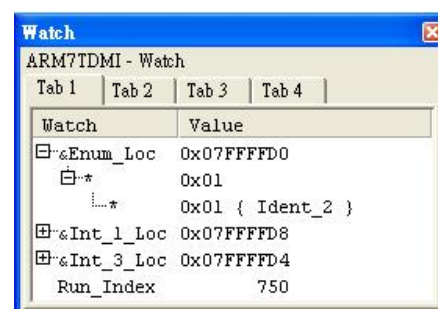 Watch
ARM7TDMI - Watch
Tab 1 Tab 2 Tab 3 Tab 4
Watch Value
&Enum_Loc 0x07FFFFD0
* 0x01
* 0x01 { Ident_2 }
&Int_1_Loc 0x07FFFFD8
&Int_3_Loc 0x07FFFFD4
Run_Index 750